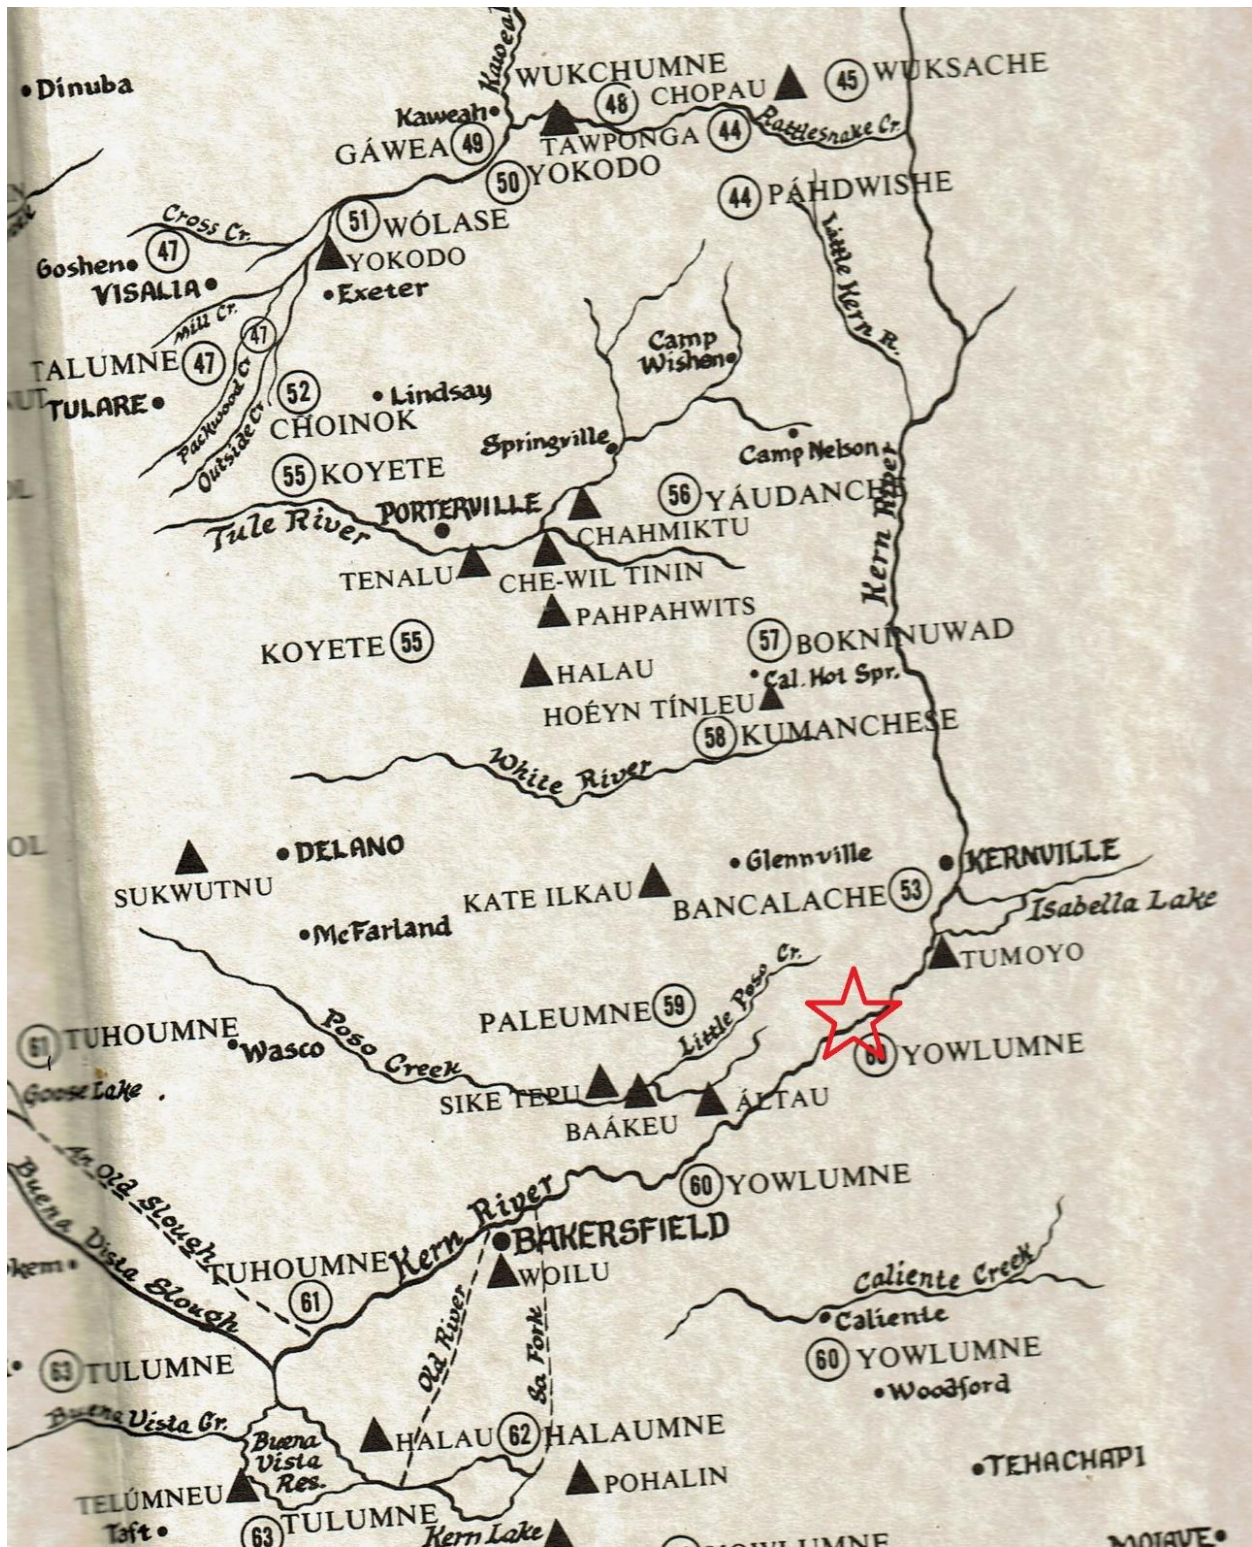 Kaweah
WUKCHUMNE
48
CHOPAU
45
WUKSACHE
Dinuba
Kaweah
GÁWEA
49
TAWPONGA
44
Rattlesnake Cr.
50
YOKODO
44
PÁHDWISHE
Cross Cr.
51
WÓLASE
47
Goshen
YOKODO
VISALIA
Exeter
Little Kern R.
Mill Cr.
47
Camp
Wishon
TALUMNE
47
TULARE
52
Lindsay
CHOINOK
Packwood Cr
Outside Cr.
Springville
Camp Nelson
55
KOYETE
56
YÁUDANCHE
PORTERVILLE
Tule River
CHAHMIKTU
Kern River
TENALU
CHE-WIL TININ
PAHPAHWITS
KOYETE
55
57
BOKNÍNUWAD
HALAU
Cal. Hot Spr.
HOÉYN TÍNLEU
58
KUMANCHESE
White River
OL
DELANO
SUKWUTNU
Glennville
KERNVILLE
KATE ILKAU
BANCALACHE
53
Isabella Lake
McFarland
TUMOYO
Little Poso Cr.
PALEUMNE
59
61
TUHOUMNE
Wasco
Poso Creek
60
YOWLUMNE
Goose Lake
SIKE TEPU
ÁLTAU
BAÁKEU
An Old Slough
Buena Vista Slough
60
YOWLUMNE
Kern River
BAKERSFIELD
TUHOUMNE
61
WOILU
Caliente Creek
Caliente
Old River
So Fork
63
TULUMNE
60
YOWLUMNE
Woodford
Buena Vista Cr.
Buena
Vista
Res.
HALAU
62
HALAUMNE
TEHACHAPI
TELÚMNEU
POHALIN
Taft
63
TULUMNE
Kern Lake
YOWLUMNE
MOJAVE